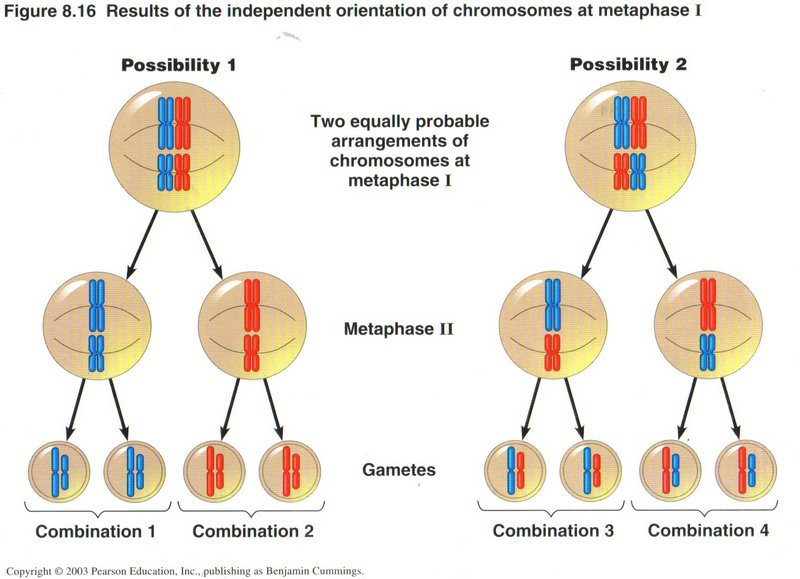 Figure 8.16 Results of the independent orientation of chromosomes at metaphase I
Possibility 1
Possibility 2
Two equally probable
arrangements of
chromosomes at
metaphase I
Metaphase II
Gametes
Combination 1
Combination 2
Combination 3
Combination 4
Copyright © 2003 Pearson Education, Inc., publishing as Benjamin Cummings.